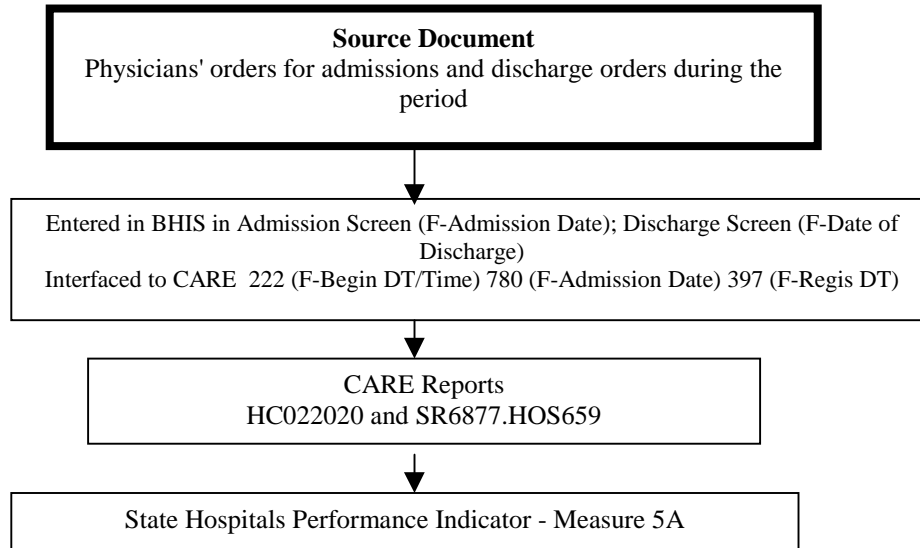 Source Document
Physicians' orders for admissions and discharge orders during the
period
Entered in BHIS in Admission Screen (F-Admission Date); Discharge Screen (F-Date of
Discharge)
Interfaced to CARE 222 (F-Begin DT/Time) 780 (F-Admission Date) 397 (F-Regis DT)
CARE Reports
HC022020 and SR6877.HOS659
State Hospitals Performance Indicator - Measure 5A